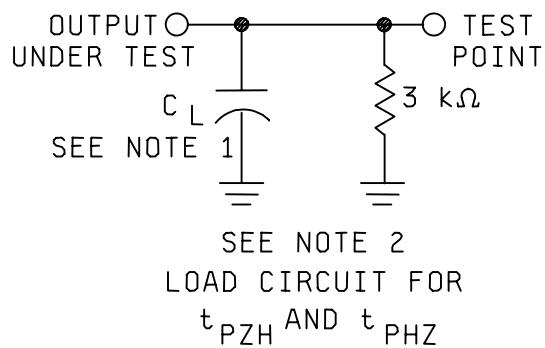 OUTPUT
UNDER TEST
TEST
POINT
C L
3 kΩ
SEE NOTE 1
SEE NOTE 2
LOAD CIRCUIT FOR
t PZH AND t PHZ